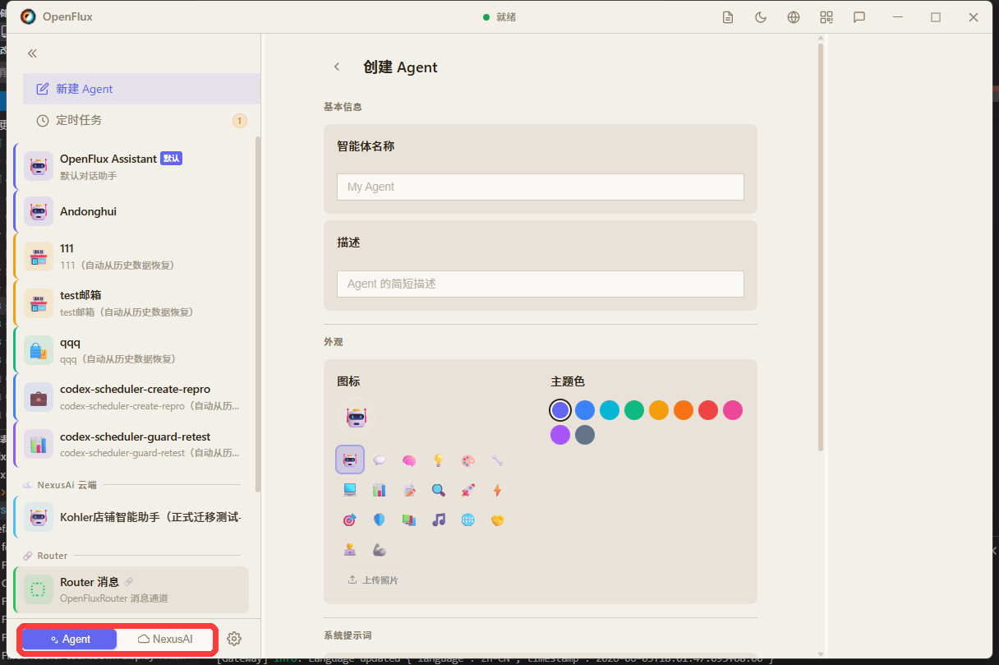 OpenFlux
就绪
新建 Agent
定时任务
1
OpenFlux Assistant 默认
默认对话助手
Andonghui
111
111（自动从历史数据恢复）
test邮箱
test邮箱（自动从历史数据恢复）
qqq
qqq（自动从历史数据恢复）
codex-scheduler-create-repro
codex-scheduler-create-repro（自动从历...
codex-scheduler-guard-retest
codex-scheduler-guard-retest（自动从历...
NexusAi 云端
Kohler店铺智能助手（正式迁移测试-
Router
Router 消息
OpenFluxRouter 消息通道
Agent
NexusAI
创建 Agent
基本信息
智能体名称
My Agent
描述
Agent 的简短描述
外观
图标
主题色
上传照片
系统提示词